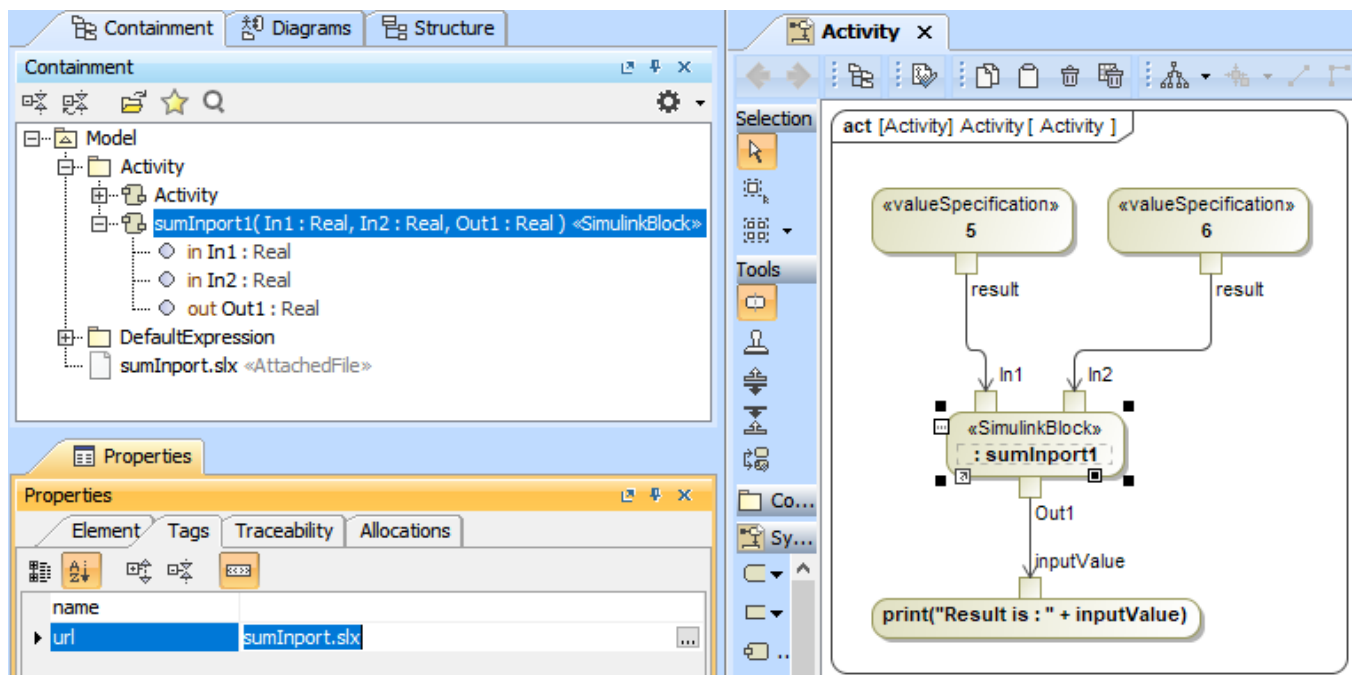 Containment
Diagrams
Structure
Containment
Model
Activity
Activity
sumInport1( In1 : Real, In2 : Real, Out1 : Real ) «SimulinkBlock»
in In1 : Real
in In2 : Real
out Out1 : Real
DefaultExpression
sumInport.slx «AttachedFile»
Properties
Properties
Element
Tags
Traceability
Allocations
name
url
sumInport.slx
...
Activity
Selection
Tools
Co...
Sy...
..
act [Activity] Activity [ Activity ]
«valueSpecification»
5
«valueSpecification»
6
result
result
In1
In2
«SimulinkBlock»
: sumInport1
Out1
inputValue
print("Result is : " + inputValue)